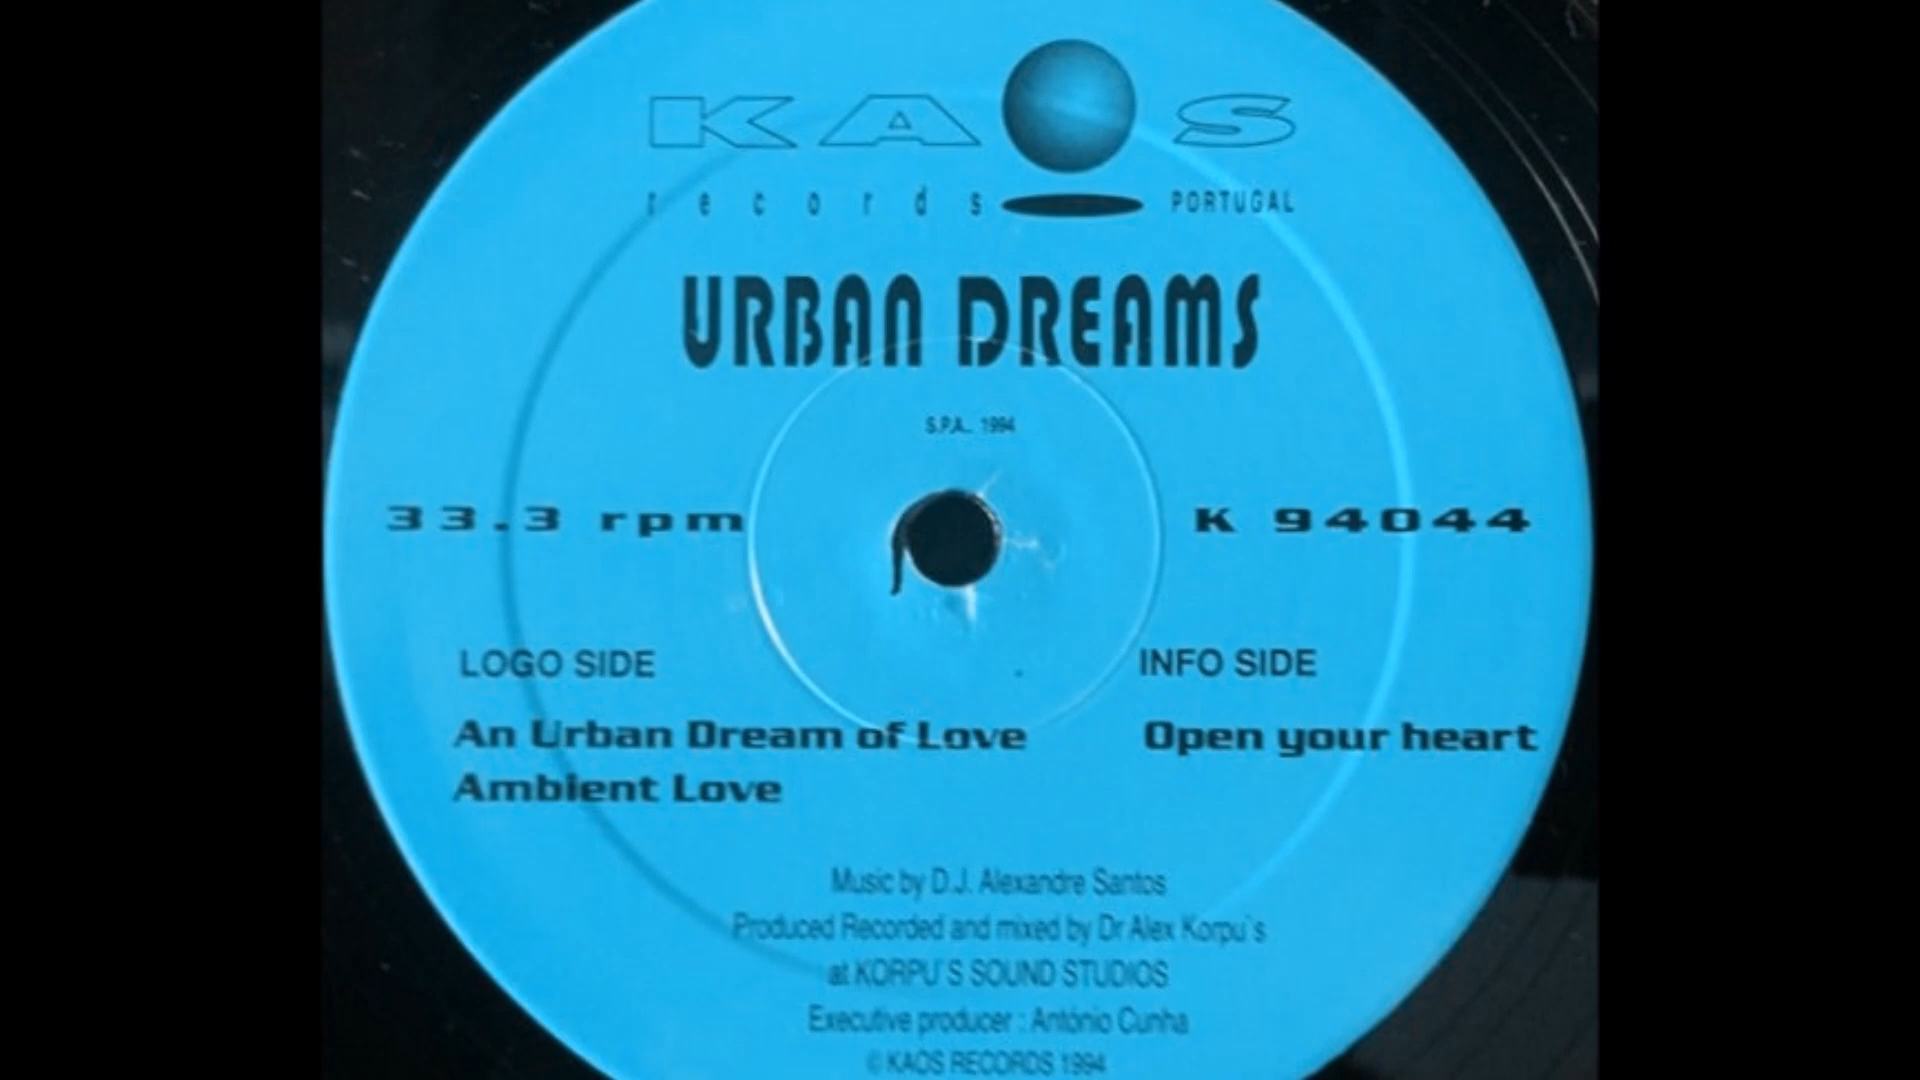 KAOS
records PORTUGAL
URBAN DREAMS
S.P.A. 1994
33.3 rpm K 94044
LOGO SIDE INFO SIDE
An Urban Dream of Love Open your heart
Ambient Love
Music by D.J. Alexandre Santos
Produced Recorded and mixed by Dr Alex Korpu`s
at KORPU`S SOUND STUDIOS
Executive producer : António Cunha
© KAOS RECORDS 1994